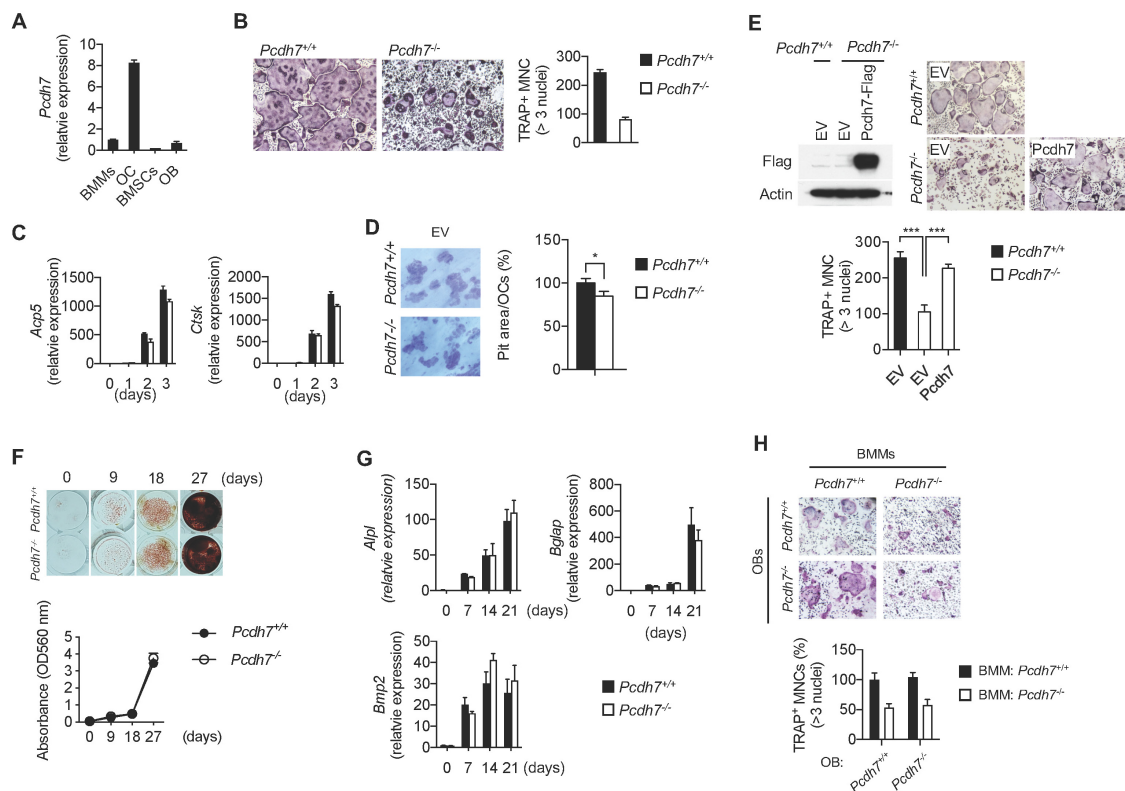 A
Pcdh7
(relatvie expression)
10
8
6
4
2
0
BMMs
OC
BMSCs
OB
B
Pcdh7+/+
Pcdh7-/-
TRAP+ MNC
(> 3 nuclei)
300
200
100
0
Pcdh7+/+
Pcdh7-/-
E
Pcdh7+/+
Pcdh7-/-
EV
EV
Pcdh7-Flag
Flag
Actin
Pcdh7+/+
EV
Pcdh7-/-
EV
Pcdh7
TRAP+ MNC
(> 3 nuclei)
300
200
100
0
*** ***
EV
EV
Pcdh7
Pcdh7+/+
Pcdh7-/-
C
Acp5
(relatvie expression)
1500
1000
500
0
0 1 2 3
(days)
Ctsk
(relatvie expression)
2000
1500
1000
500
0
0 1 2 3
(days)
D
EV
Pcdh7+/+
Pcdh7-/-
Pit area/OCs (%)
150
100
50
0
*
Pcdh7+/+
Pcdh7-/-
F
0 9 18 27 (days)
Pcdh7+/+
Pcdh7-/-
Absorbance (OD560 nm)
5
4
3
2
1
0
0 9 18 27 (days)
Pcdh7+/+
Pcdh7-/-
G
Alpl
(relatvie expression)
150
100
50
0
0 7 14 21 (days)
Bglap
(relatvie expression)
800
600
400
200
0
0 7 14 21
(days)
Bmp2
(relatvie expression)
50
40
30
20
10
0
0 7 14 21 (days)
Pcdh7+/+
Pcdh7-/-
H
BMMs
Pcdh7+/+
Pcdh7-/-
OBs
Pcdh7+/+
Pcdh7-/-
TRAP+ MNCs (%)
(>3 nuclei)
150
100
50
0
OB:
Pcdh7+/+
Pcdh7-/-
BMM: Pcdh7+/+
BMM: Pcdh7-/-